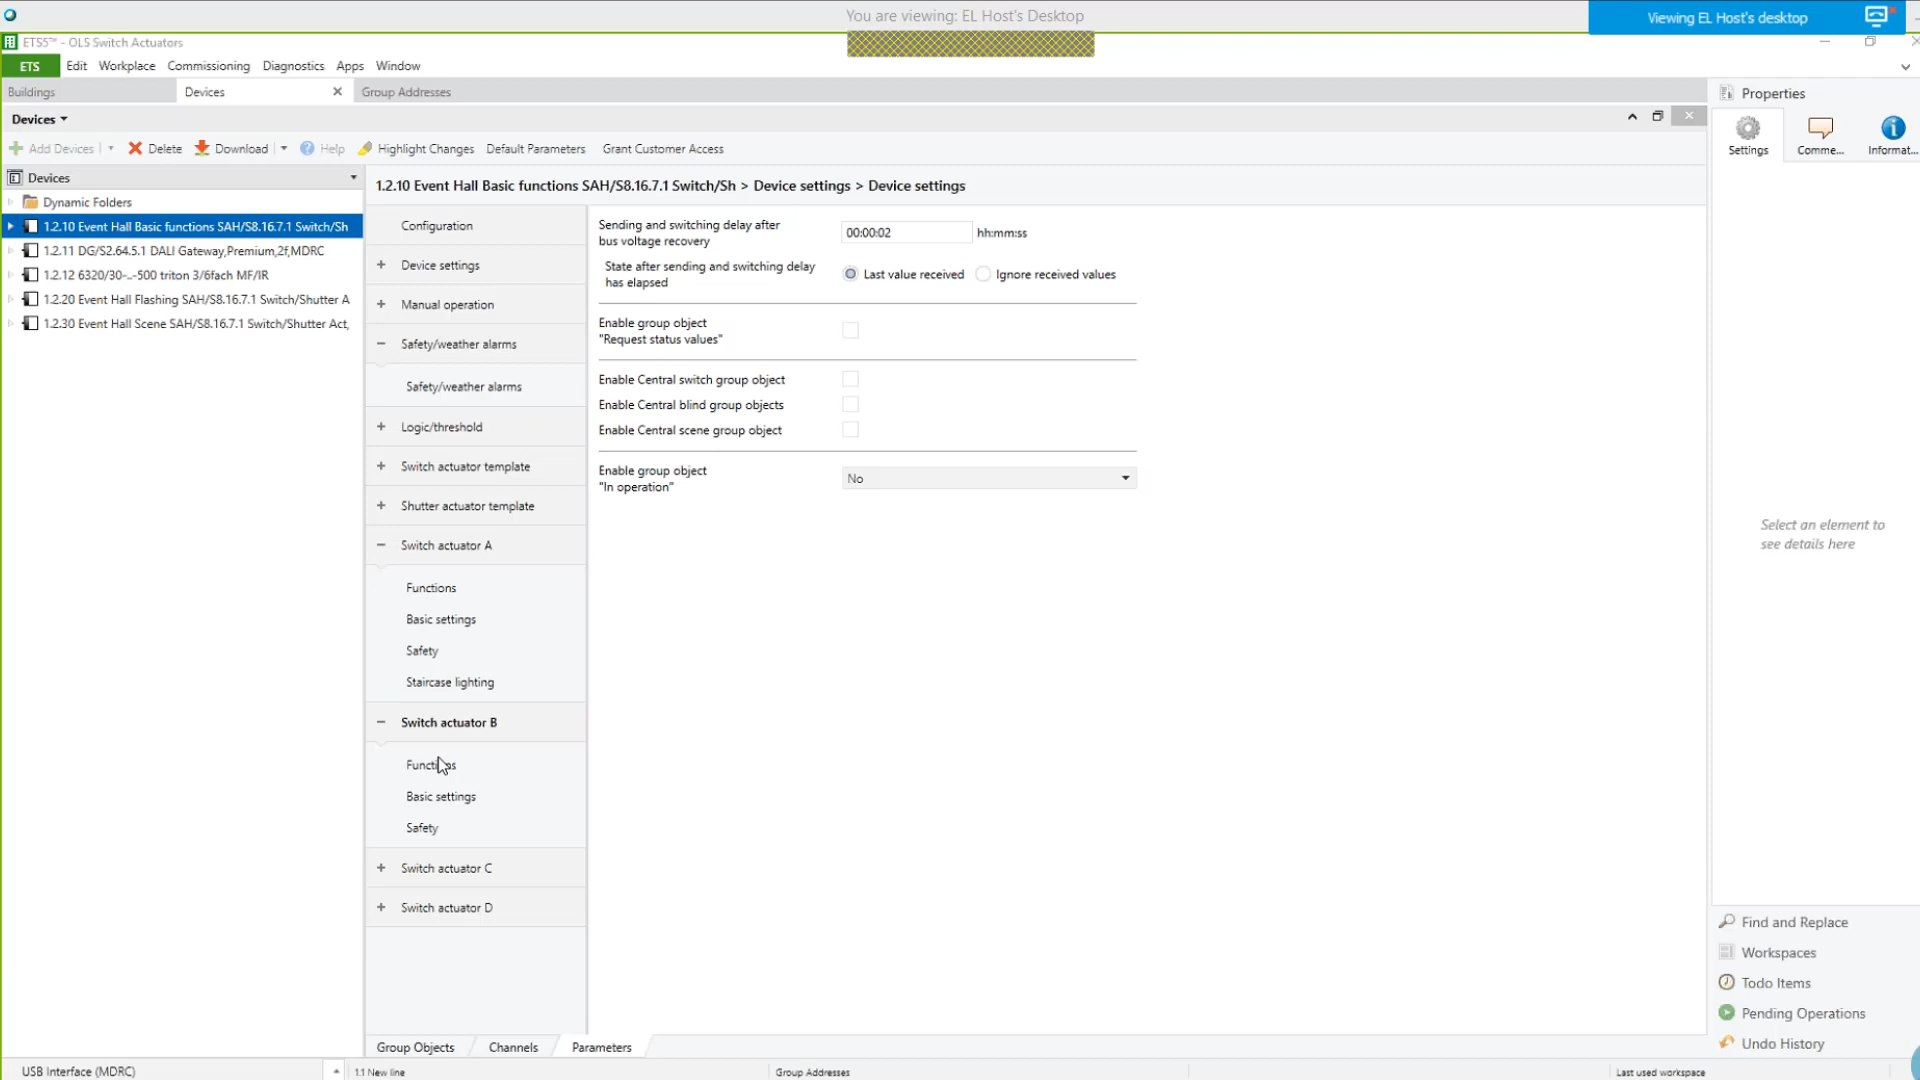 You are viewing: EL Host's Desktop
Viewing EL Host's desktop
ETS5™ - OLS Switch Actuators
ETS Edit Workplace Commissioning Diagnostics Apps Window
Buildings Devices Group Addresses
Properties
Devices
Settings Comme... Informat...
Add Devices Delete Download Help Highlight Changes Default Parameters Grant Customer Access
Devices
Dynamic Folders
1.2.10 Event Hall Basic functions SAH/S8.16.7.1 Switch/Sh
1.2.11 DG/S2.64.5.1 DALI Gateway,Premium,2f,MDRC
1.2.12 6320/30-..-500 triton 3/6fach MF/IR
1.2.20 Event Hall Flashing SAH/S8.16.7.1 Switch/Shutter A
1.2.30 Event Hall Scene SAH/S8.16.7.1 Switch/Shutter Act,
1.2.10 Event Hall Basic functions SAH/S8.16.7.1 Switch/Sh > Device settings > Device settings
Configuration
Device settings
Manual operation
Safety/weather alarms
Safety/weather alarms
Logic/threshold
Switch actuator template
Shutter actuator template
Switch actuator A
Functions
Basic settings
Safety
Staircase lighting
Switch actuator B
Functions
Basic settings
Safety
Switch actuator C
Switch actuator D
Sending and switching delay after
bus voltage recovery
00:00:02 hh:mm:ss
State after sending and switching delay
has elapsed
Last value received Ignore received values
Enable group object
"Request status values"
Enable Central switch group object
Enable Central blind group objects
Enable Central scene group object
Enable group object
"In operation"
No
Select an element to
see details here
Find and Replace
Workspaces
Todo Items
Pending Operations
Undo History
Group Objects Channels Parameters
USB Interface (MDRC) 1.1 New line Group Addresses Last used workspace